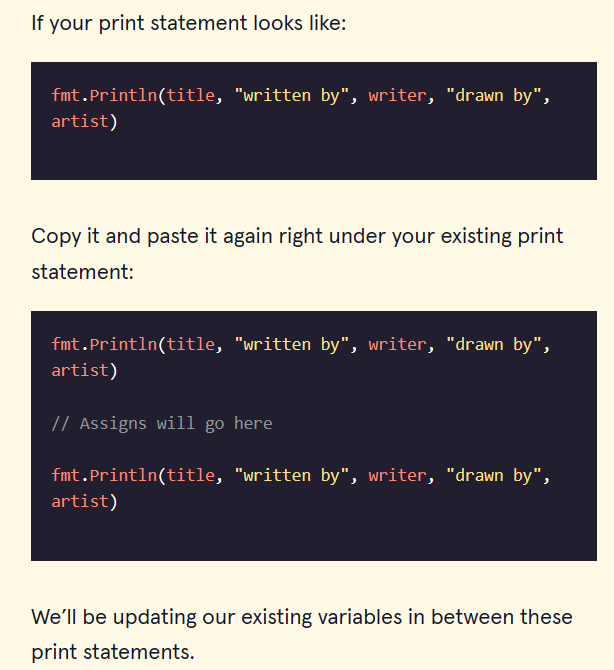 If your print statement looks like:
fmt.Println(title, "written by", writer, "drawn by",
artist)
Copy it and paste it again right under your existing print
statement:
fmt.Println(title, "written by", writer, "drawn by",
artist)
// Assigns will go here
fmt.Println(title, "written by", writer, "drawn by",
artist)
We’ll be updating our existing variables in between these
print statements.